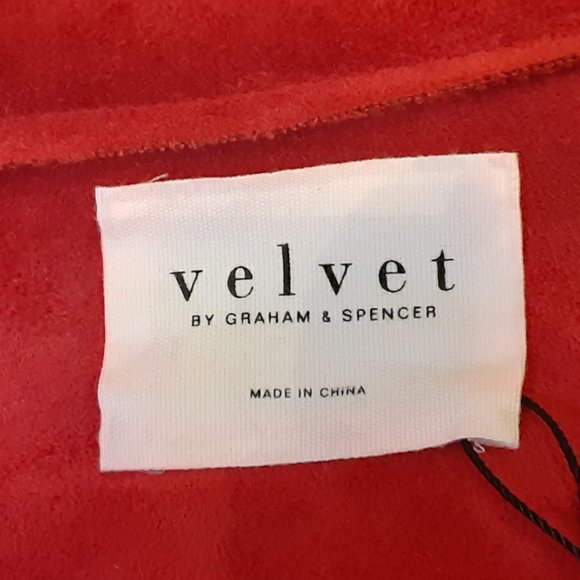 velvet
BY GRAHAM & SPENCER
MADE IN CHINA